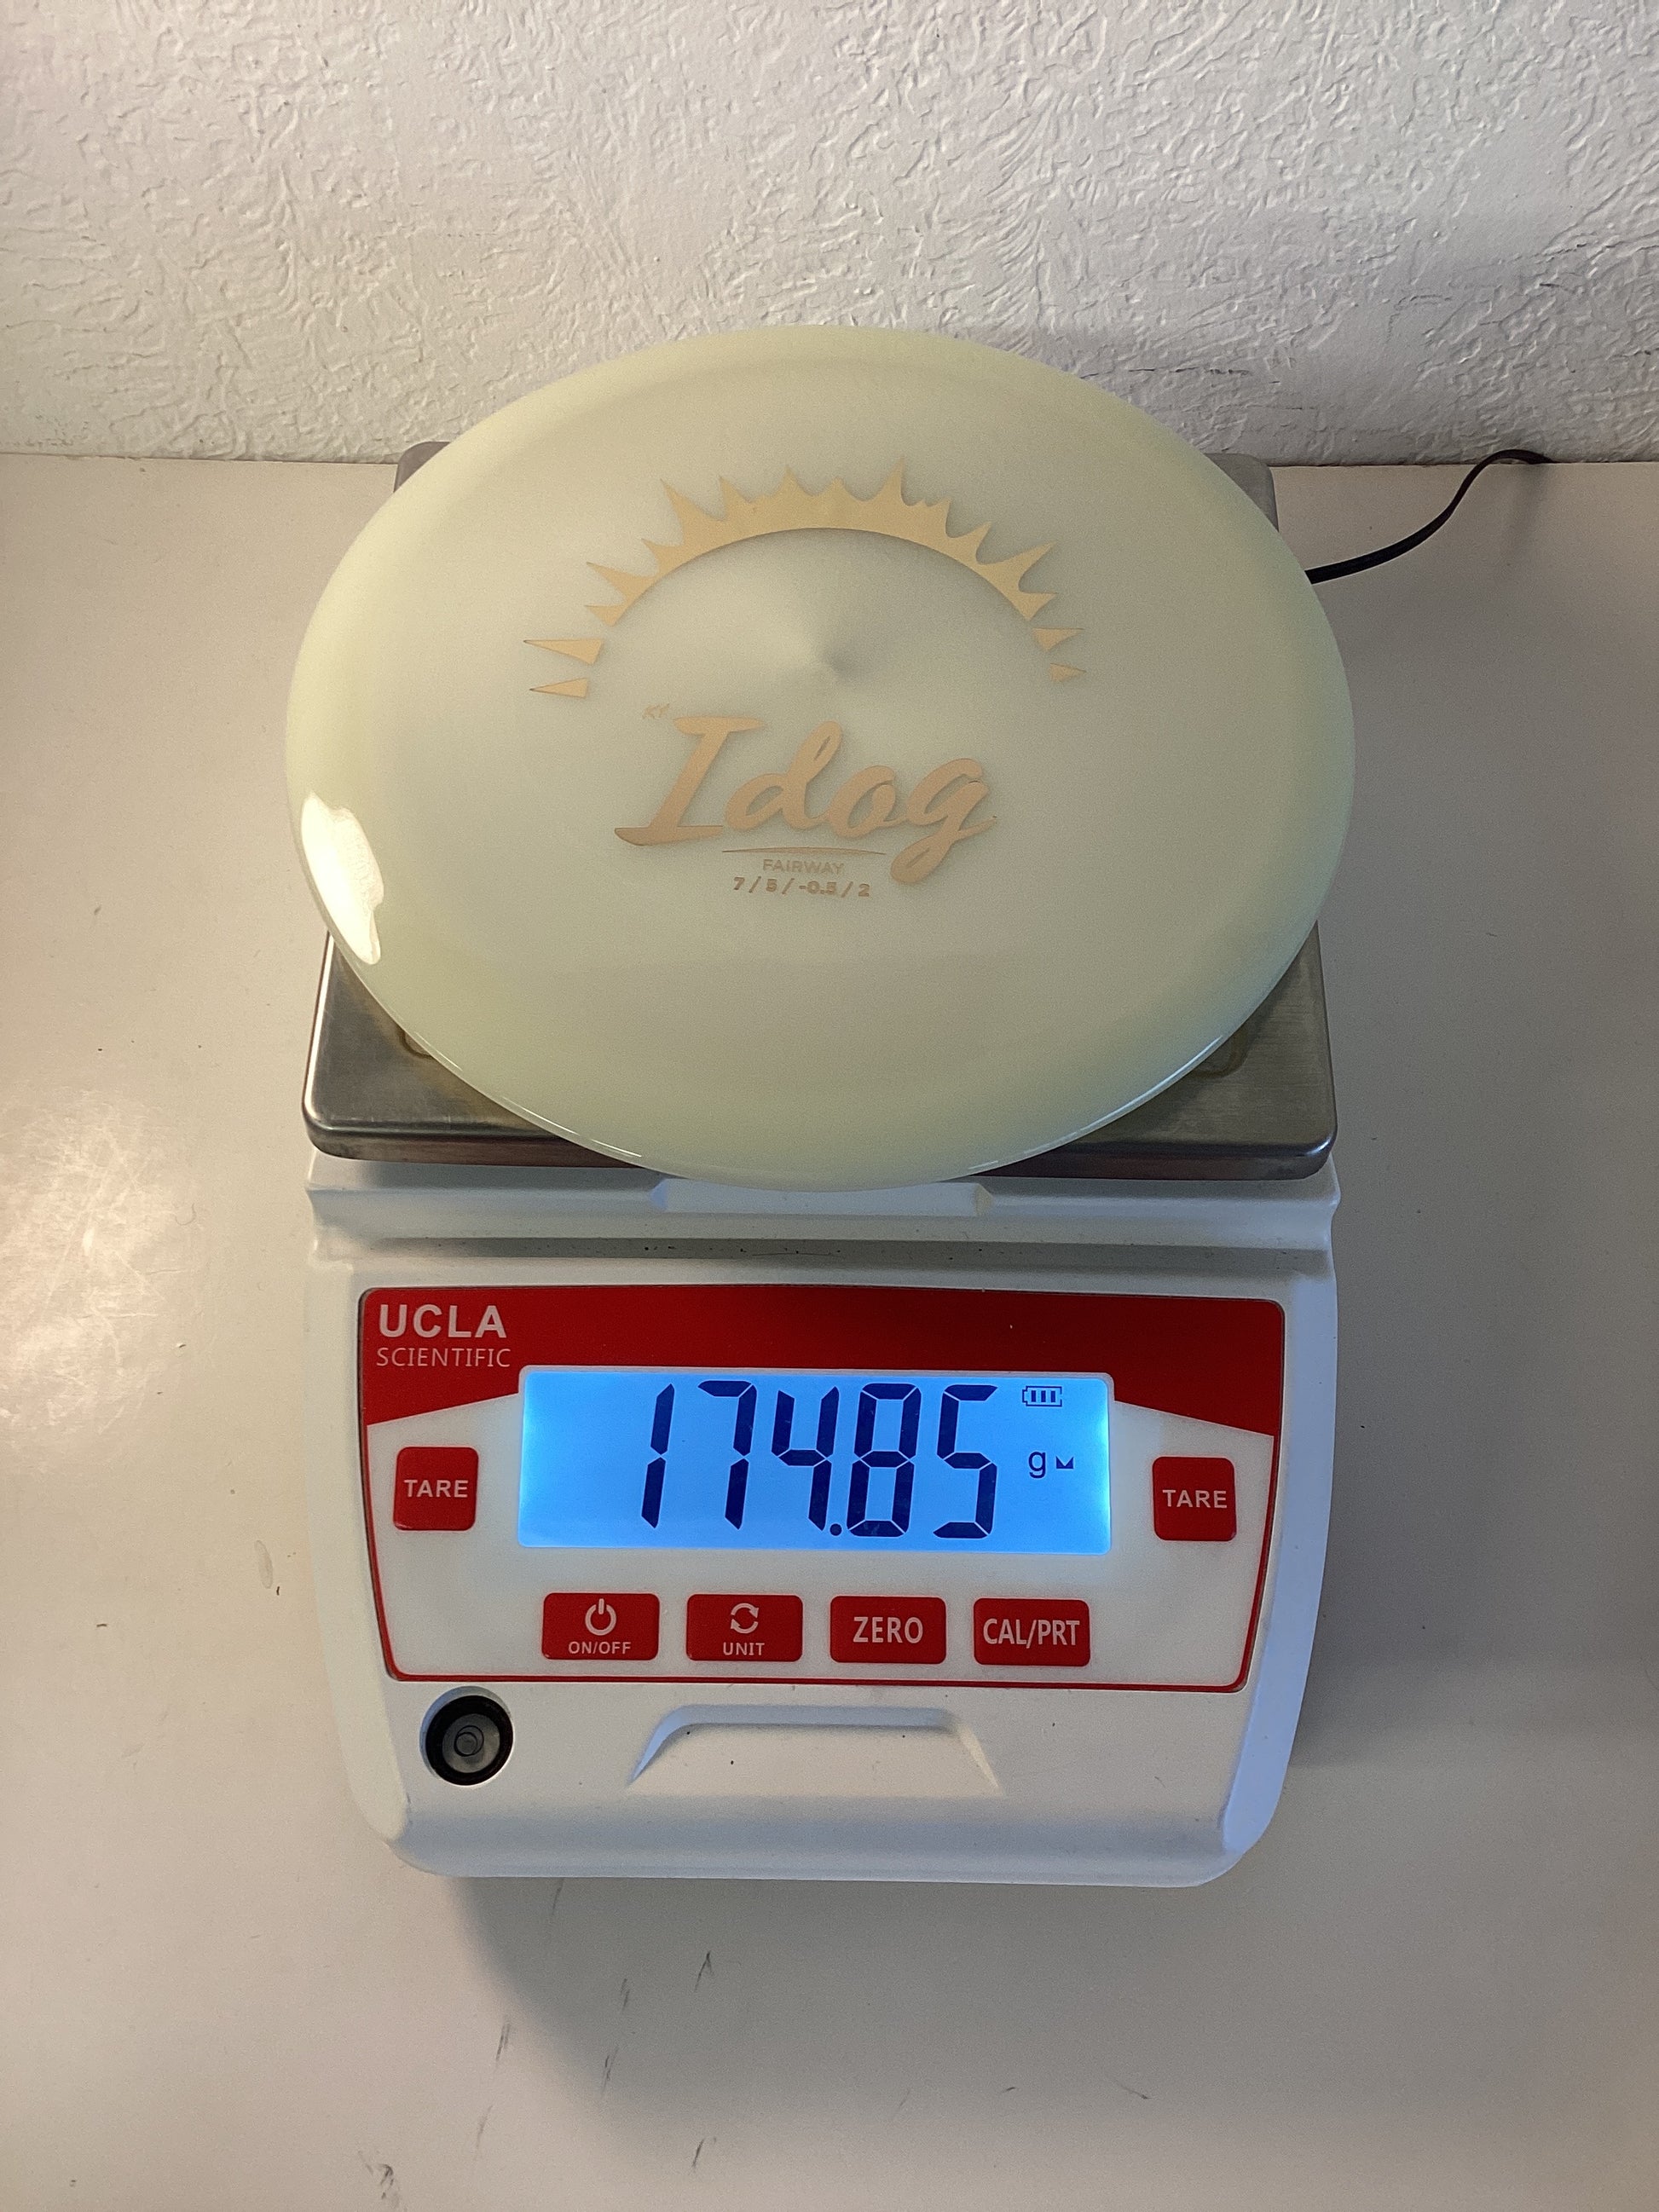 K1
Idog
FAIRWAY
7 / 5 / -0.5 / 2
UCLA
SCIENTIFIC
174.85 g
TARE
TARE
ON/OFF
UNIT
ZERO
CAL/PRT